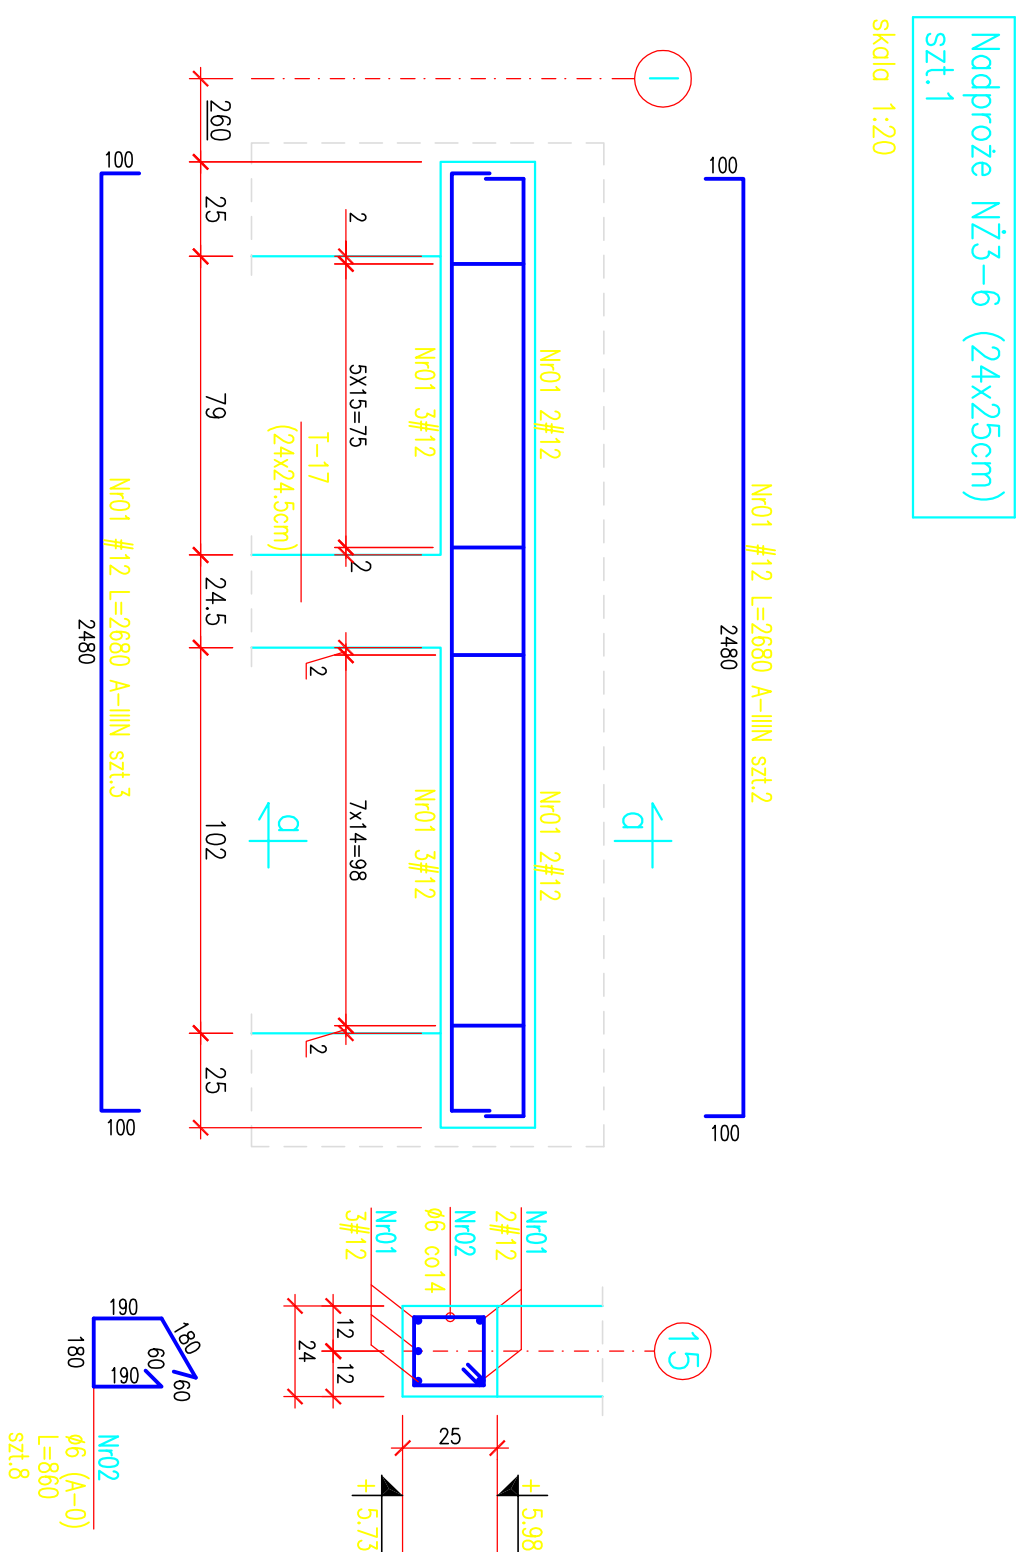 Nadproże NŻ3-6 (24x25cm)
szt.1
skala 1:20
100
2480
100
Nr01 #12 L=2680 A-IIIN szt.2
a
a
Nr01 2#12
Nr01 2#12
Nr01 3#12
Nr01 3#12
2
5X15=75
2
2
7x14=98
2
T-17
(24x24.5cm)
I
260
25
79
24.5
102
25
100
2480
100
Nr01 #12 L=2680 A-IIIN szt.3
15
Nr01
2#12
Nr02
ø6 co14
Nr01
3#12
12
12
24
25
+ 5.98
+ 5.73
190
180
60
60
190
180
Nr02
ø6 (A-0)
L=860
szt.8